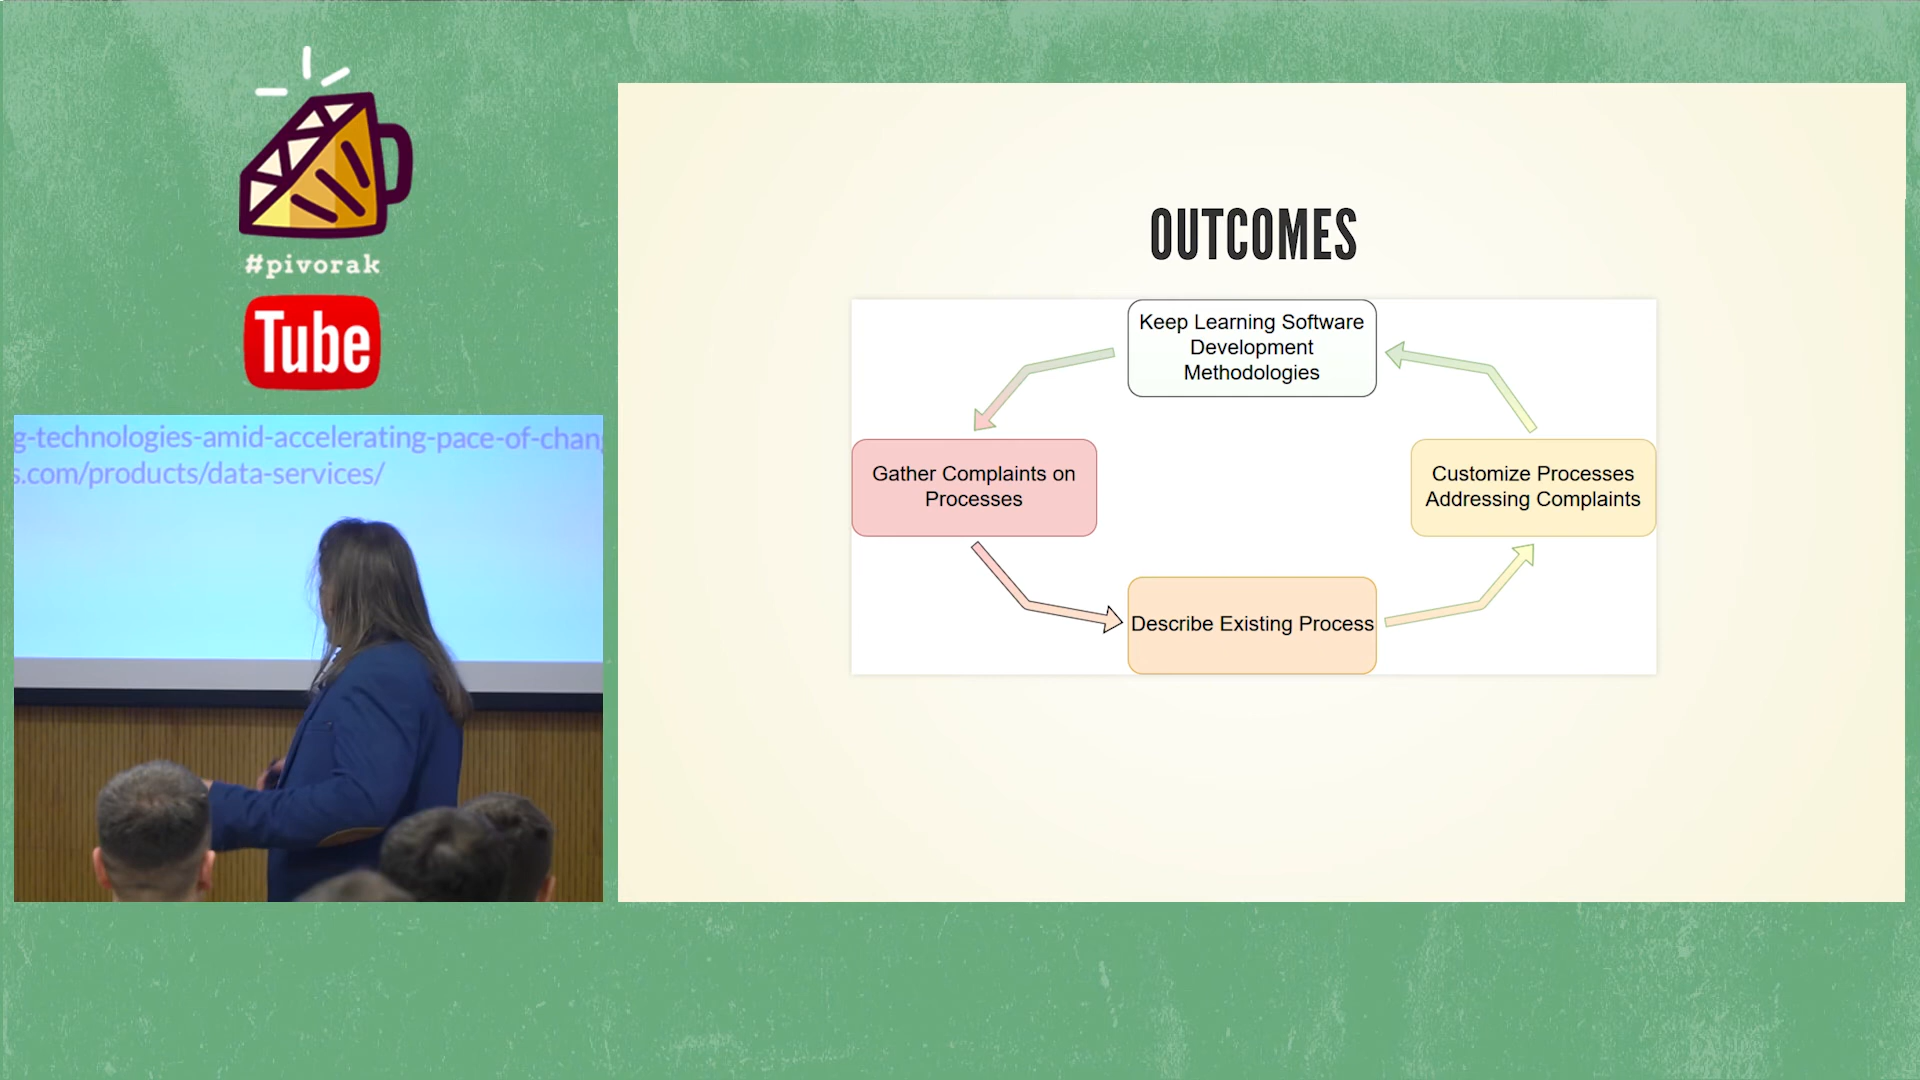 #pivorak
Tube
g-technologies-amid-accelerating-pace-of-chan
s.com/products/data-services/
OUTCOMES
Keep Learning Software
Development
Methodologies
Gather Complaints on
Processes
Customize Processes
Addressing Complaints
Describe Existing Process